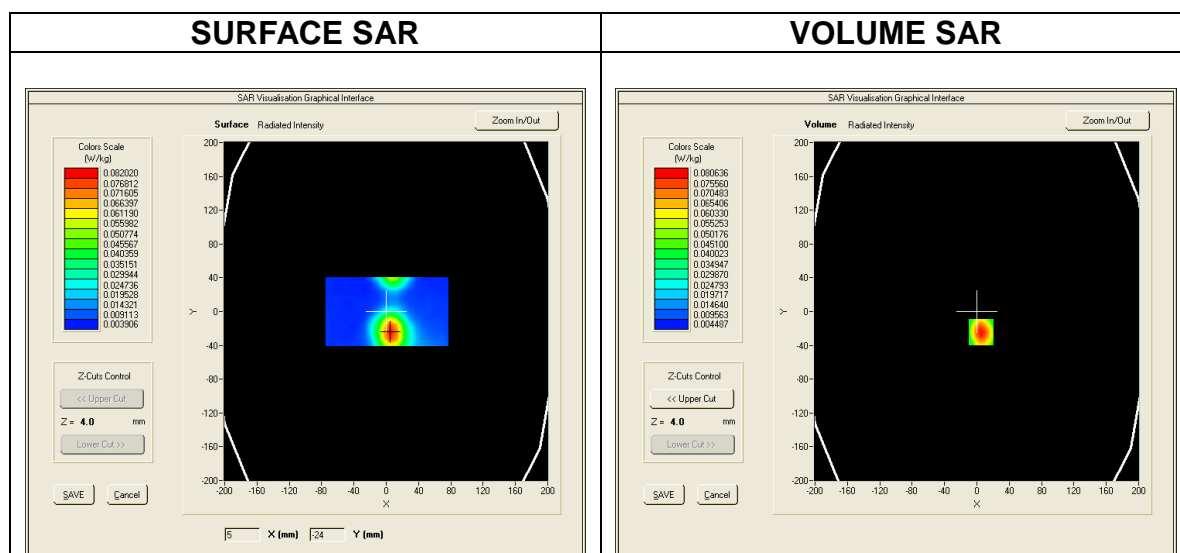 SURFACE SAR
VOLUME SAR
SAR Visualisation Graphical Interface
Surface Radiated Intensity
Zoom In/Out
Colors Scale
(W/kg)
0.082020
0.076812
0.071605
0.066397
0.061190
0.055982
0.050774
0.045567
0.040359
0.035151
0.029944
0.024736
0.019528
0.014321
0.009113
0.003906
Z-Cuts Control
<< Upper Cut
Z = 4.0 mm
Lower Cut >>
SAVE Cancel
200
160
120
80
40
0
-40
-80
-120
-160
-200
Y
-200 -160 -120 -80 -40 0 40 80 120 160 200
X
5 X (mm) -24 Y (mm)
SAR Visualisation Graphical Interface
Volume Radiated Intensity
Zoom In/Out
Colors Scale
(W/kg)
0.080636
0.075560
0.070483
0.065406
0.060330
0.055253
0.050176
0.045100
0.040023
0.034947
0.029870
0.024793
0.019717
0.014640
0.009563
0.004487
Z-Cuts Control
<< Upper Cut
Z = 4.0 mm
Lower Cut >>
SAVE Cancel
200
160
120
80
40
0
-40
-80
-120
-160
-200
Y
-200 -160 -120 -80 -40 0 40 80 120 160 200
X